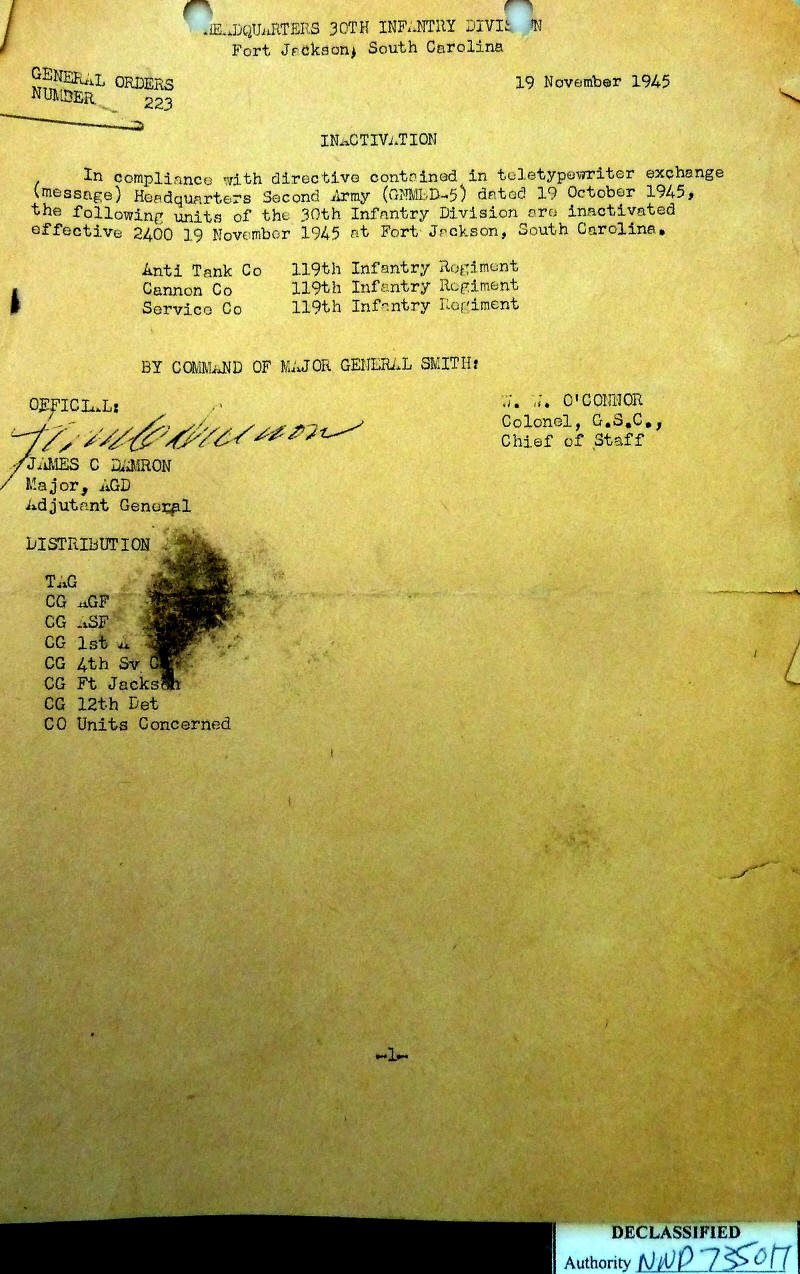 HEADQUARTERS 30TH INFANTRY DIVISION
Fort Jackson, South Carolina
GENERAL ORDERS
NUMBER 223
19 November 1945
INACTIVATION
In compliance with directive contained in teletypewriter exchange
(message) Headquarters Second Army (GNMLD-5) dated 19 October 1945,
the following units of the 30th Infantry Division are inactivated
effective 2400 19 November 1945 at Fort Jackson, South Carolina.
Anti Tank Co 119th Infantry Regiment
Cannon Co 119th Infantry Regiment
Service Co 119th Infantry Regiment
BY COMMAND OF MAJOR GENERAL SMITH:
OFFICIAL:
O'CONNOR
Colonel, G.S.C.,
Chief of Staff
JAMES C DAMRON
Major, AGD
Adjutant General
DISTRIBUTION
TAG
CG AGF
CG ASF
CG 1st A
CG 4th Sv C
CG Ft Jackson
CG 12th Det
CO Units Concerned
-1-
DECLASSIFIED
Authority NWD 735017